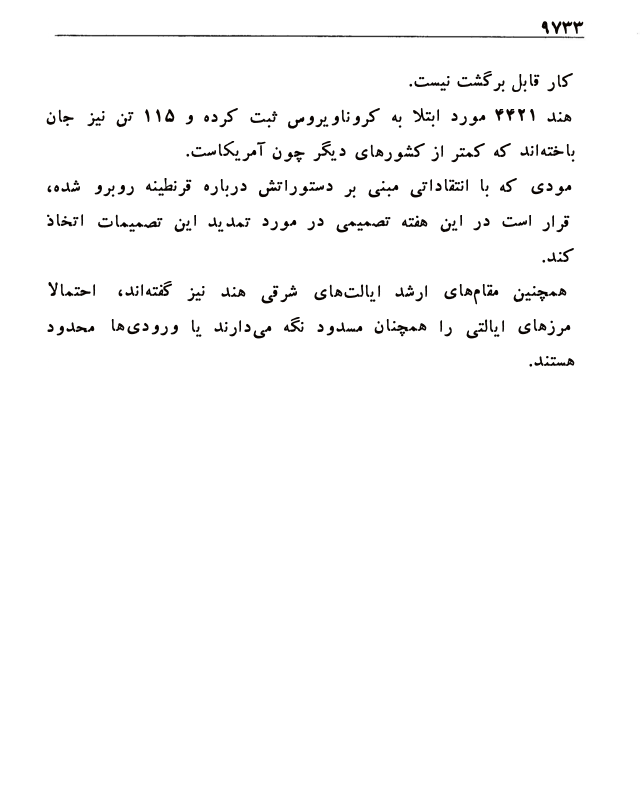 ۹۷۳۳
کار قابل برگشت نیست.
هند ۴۴۲۱ مورد ابتلا به کروناویروس ثبت کرده و ۱۱۵ تن نیز جان
باخته‌اند که کمتر از کشورهای دیگر چون آمریکاست.
مودی که با انتقاداتی مبنی بر دستوراتش درباره قرنطینه روبرو شده،
قرار است در این هفته تصمیمی در مورد تمدید این تصمیمات اتخاذ
کند.
همچنین مقام‌های ارشد ایالت‌های شرقی هند نیز گفته‌اند، احتمالا
مرزهای ایالتی را همچنان مسدود نگه می‌دارند یا ورودی‌ها محدود
هستند.